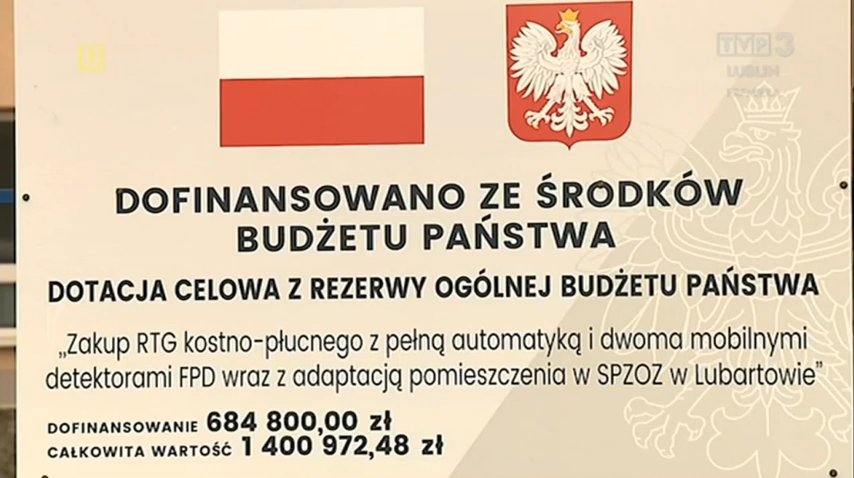 TVP3
LUBLIN
DOFINANSOWANO ZE ŚRODKÓW
BUDŻETU PAŃSTWA
DOTACJA CELOWA Z REZERWY OGÓLNEJ BUDŻETU PAŃSTWA
„Zakup RTG kostno-płucnego z pełną automatyką i dwoma mobilnymi
detektorami FPD wraz z adaptacją pomieszczenia w SPZOZ w Lubartowie”
DOFINANSOWANIE 684 800,00 zł
CAŁKOWITA WARTOŚĆ 1 400 972,48 zł